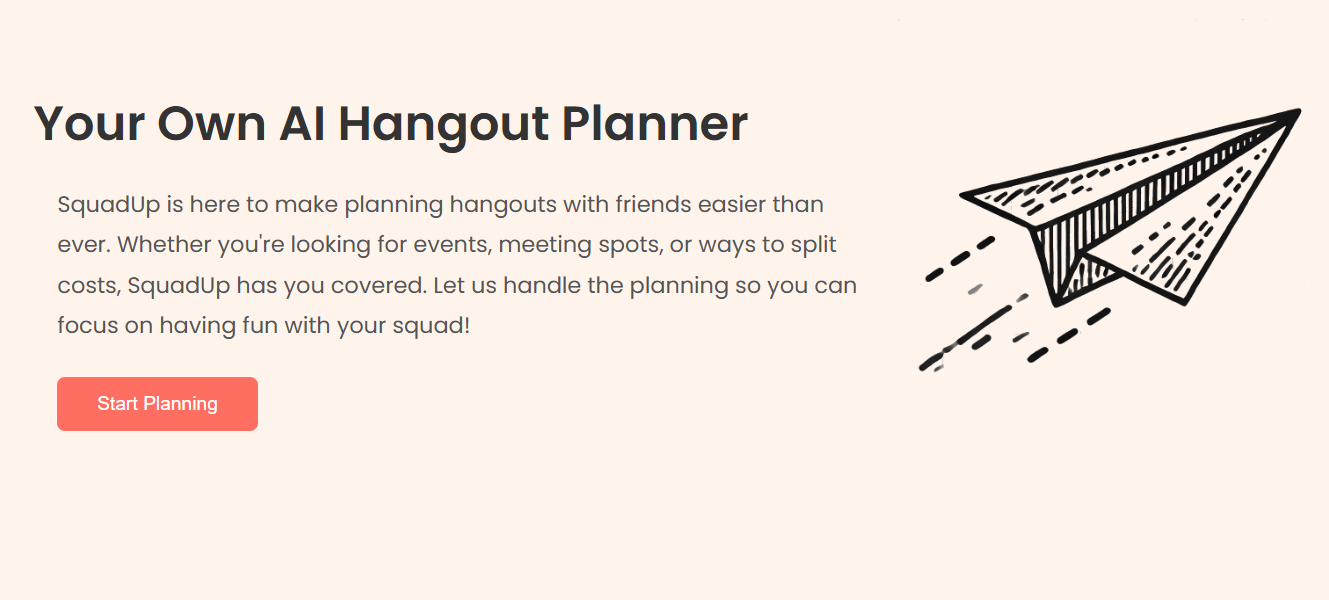 Your Own AI Hangout Planner
SquadUp is here to make planning hangouts with friends easier than
ever. Whether you're looking for events, meeting spots, or ways to split
costs, SquadUp has you covered. Let us handle the planning so you can
focus on having fun with your squad!
Start Planning